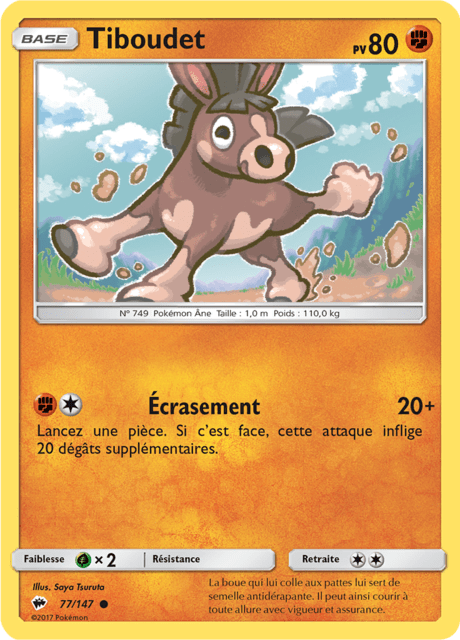 BASE Tiboudet PV80
N° 749 Pokémon Âne Taille : 1,0 m Poids : 110,0 kg
Écrasement 20+
Lancez une pièce. Si c'est face, cette attaque inflige
20 dégâts supplémentaires.
Faiblesse ×2 Résistance Retraite
Illus. Saya Tsuruta
77/147
©2017 Pokémon
La boue qui lui colle aux pattes lui sert de
semelle antidérapante. Il peut ainsi courir à
toute allure avec vigueur et assurance.